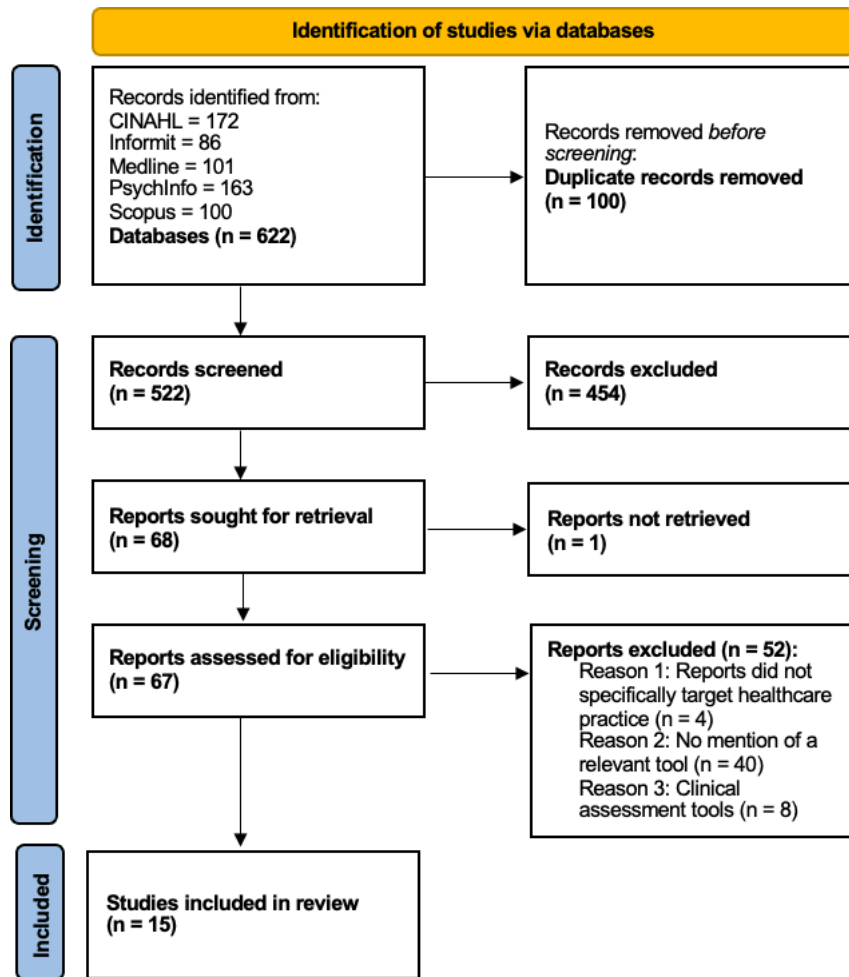 Identification of studies via databases
Identification
Records identified from:
CINAHL = 172
Informit = 86
Medline = 101
PsychInfo = 163
Scopus = 100
Databases (n = 622)
Records removed before
screening:
Duplicate records removed
(n = 100)
Screening
Records screened
(n = 522)
Records excluded
(n = 454)
Reports sought for retrieval
(n = 68)
Reports not retrieved
(n = 1)
Reports assessed for eligibility
(n = 67)
Reports excluded (n = 52):
Reason 1: Reports did not
specifically target healthcare
practice (n = 4)
Reason 2: No mention of a
relevant tool (n = 40)
Reason 3: Clinical
assessment tools (n = 8)
Included
Studies included in review
(n = 15)